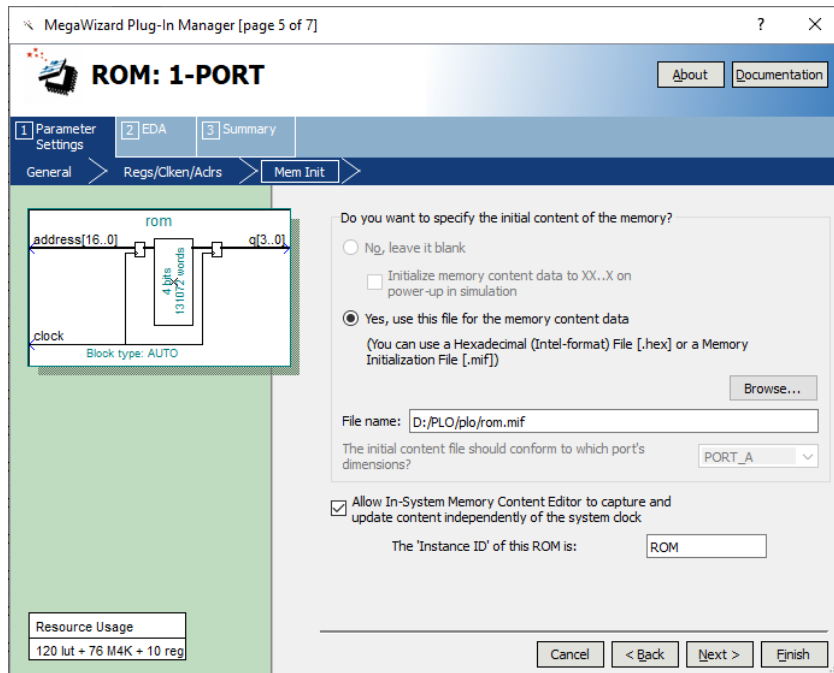 MegaWizard Plug-In Manager [page 5 of 7]
ROM: 1-PORT
About
Documentation
1 Parameter Settings
2 EDA
3 Summary
General
Regs/Clken/Aclrs
Mem Init
rom
address[16..0]
q[3..0]
4 bits
131072 words
clock
Block type: AUTO
Do you want to specify the initial content of the memory?
No, leave it blank
Initialize memory content data to XX..X on
power-up in simulation
Yes, use this file for the memory content data
(You can use a Hexadecimal (Intel-format) File [.hex] or a Memory
Initialization File [.mif])
Browse...
File name: D:/PLO/plo/rom.mif
The initial content file should conform to which port's
dimensions?
PORT_A
Allow In-System Memory Content Editor to capture and
update content independently of the system clock
The 'Instance ID' of this ROM is: ROM
Resource Usage
120 lut + 76 M4K + 10 reg
Cancel
< Back
Next >
Finish